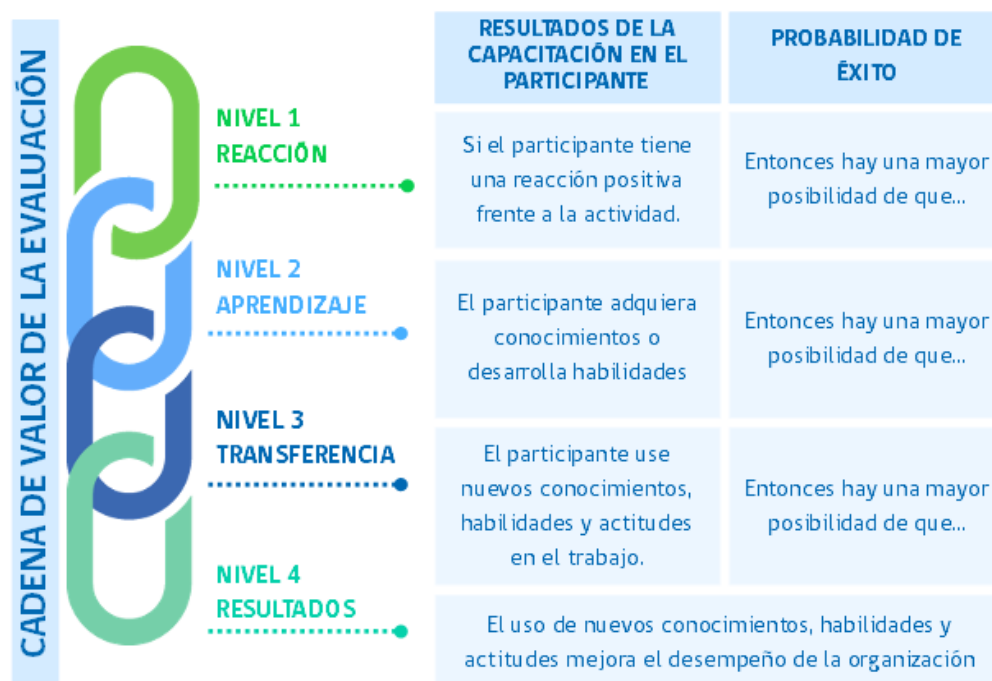 CADENA DE VALOR DE LA EVALUACIÓN
RESULTADOS DE LA
CAPACITACIÓN EN EL
PARTICIPANTE
PROBABILIDAD DE
ÉXITO
NIVEL 1
REACCIÓN
Si el participante tiene
una reacción positiva
frente a la actividad.
Entonces hay una mayor
posibilidad de que...
NIVEL 2
APRENDIZAJE
El participante adquiera
conocimientos o
desarrolla habilidades
Entonces hay una mayor
posibilidad de que...
NIVEL 3
TRANSFERENCIA
El participante use
nuevos conocimientos,
habilidades y actitudes
en el trabajo.
Entonces hay una mayor
posibilidad de que...
NIVEL 4
RESULTADOS
El uso de nuevos conocimientos, habilidades y
actitudes mejora el desempeño de la organización